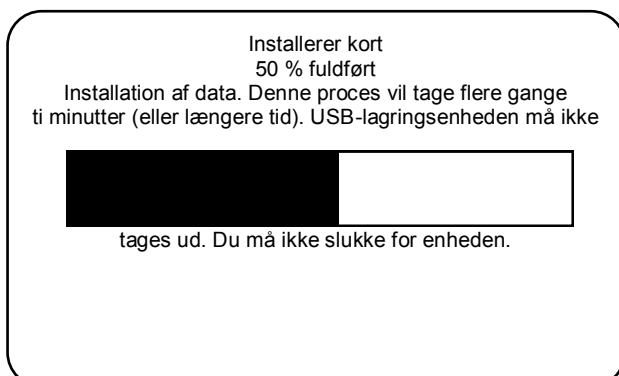 Installerer kort
50 % fuldført
Installation af data. Denne proces vil tage flere gange
ti minutter (eller længere tid). USB-lagringsenheden må ikke
tages ud. Du må ikke slukke for enheden.